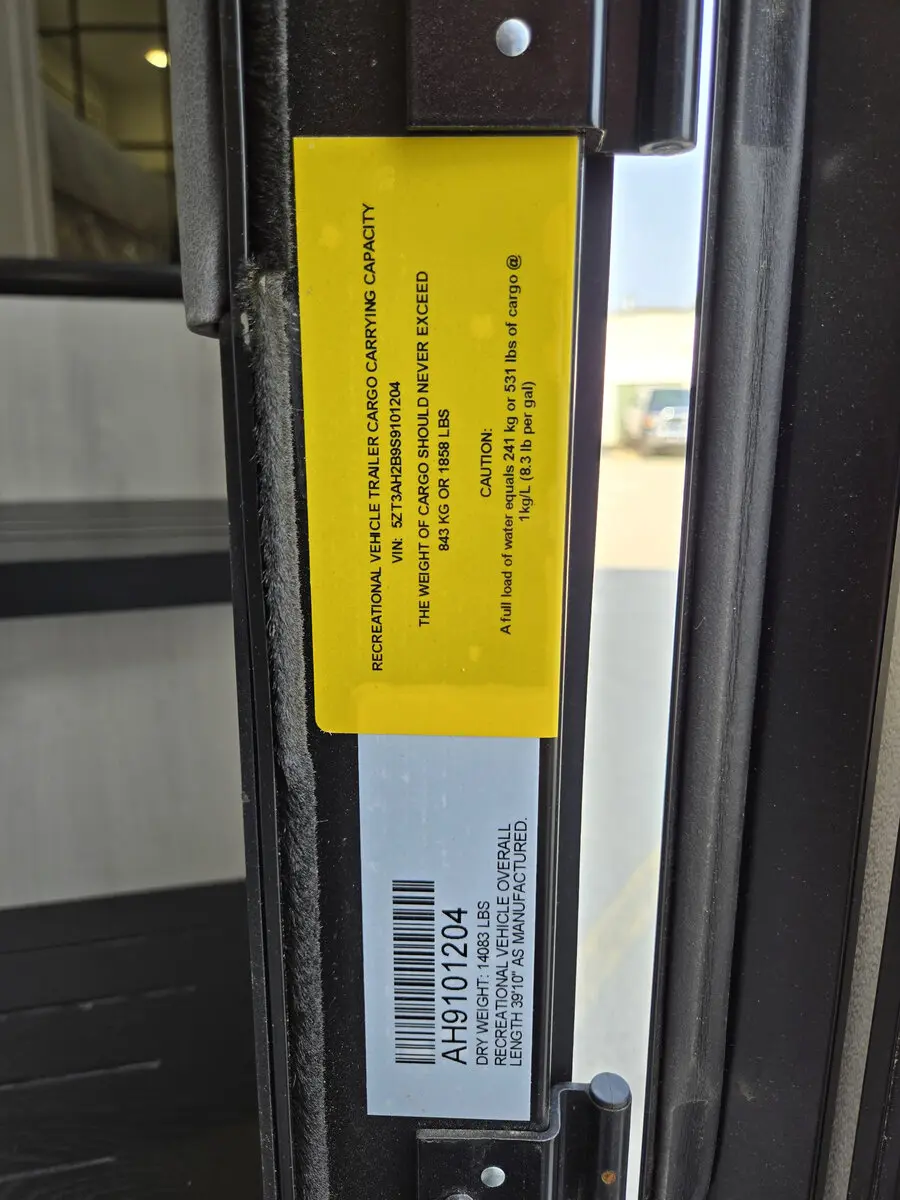 RECREATIONAL VEHICLE TRAILER CARGO CARRYING CAPACITY
VIN: 5ZT3AH2B9S9101204
THE WEIGHT OF CARGO SHOULD NEVER EXCEED
843 KG OR 1858 LBS
CAUTION:
A full load of water equals 241 kg or 531 lbs of cargo @
1kg/L (8.3 lb per gal)
AH9101204
DRY WEIGHT: 14083 LBS
RECREATIONAL VEHICLE OVERALL
LENGTH 39'10" AS MANUFACTURED.